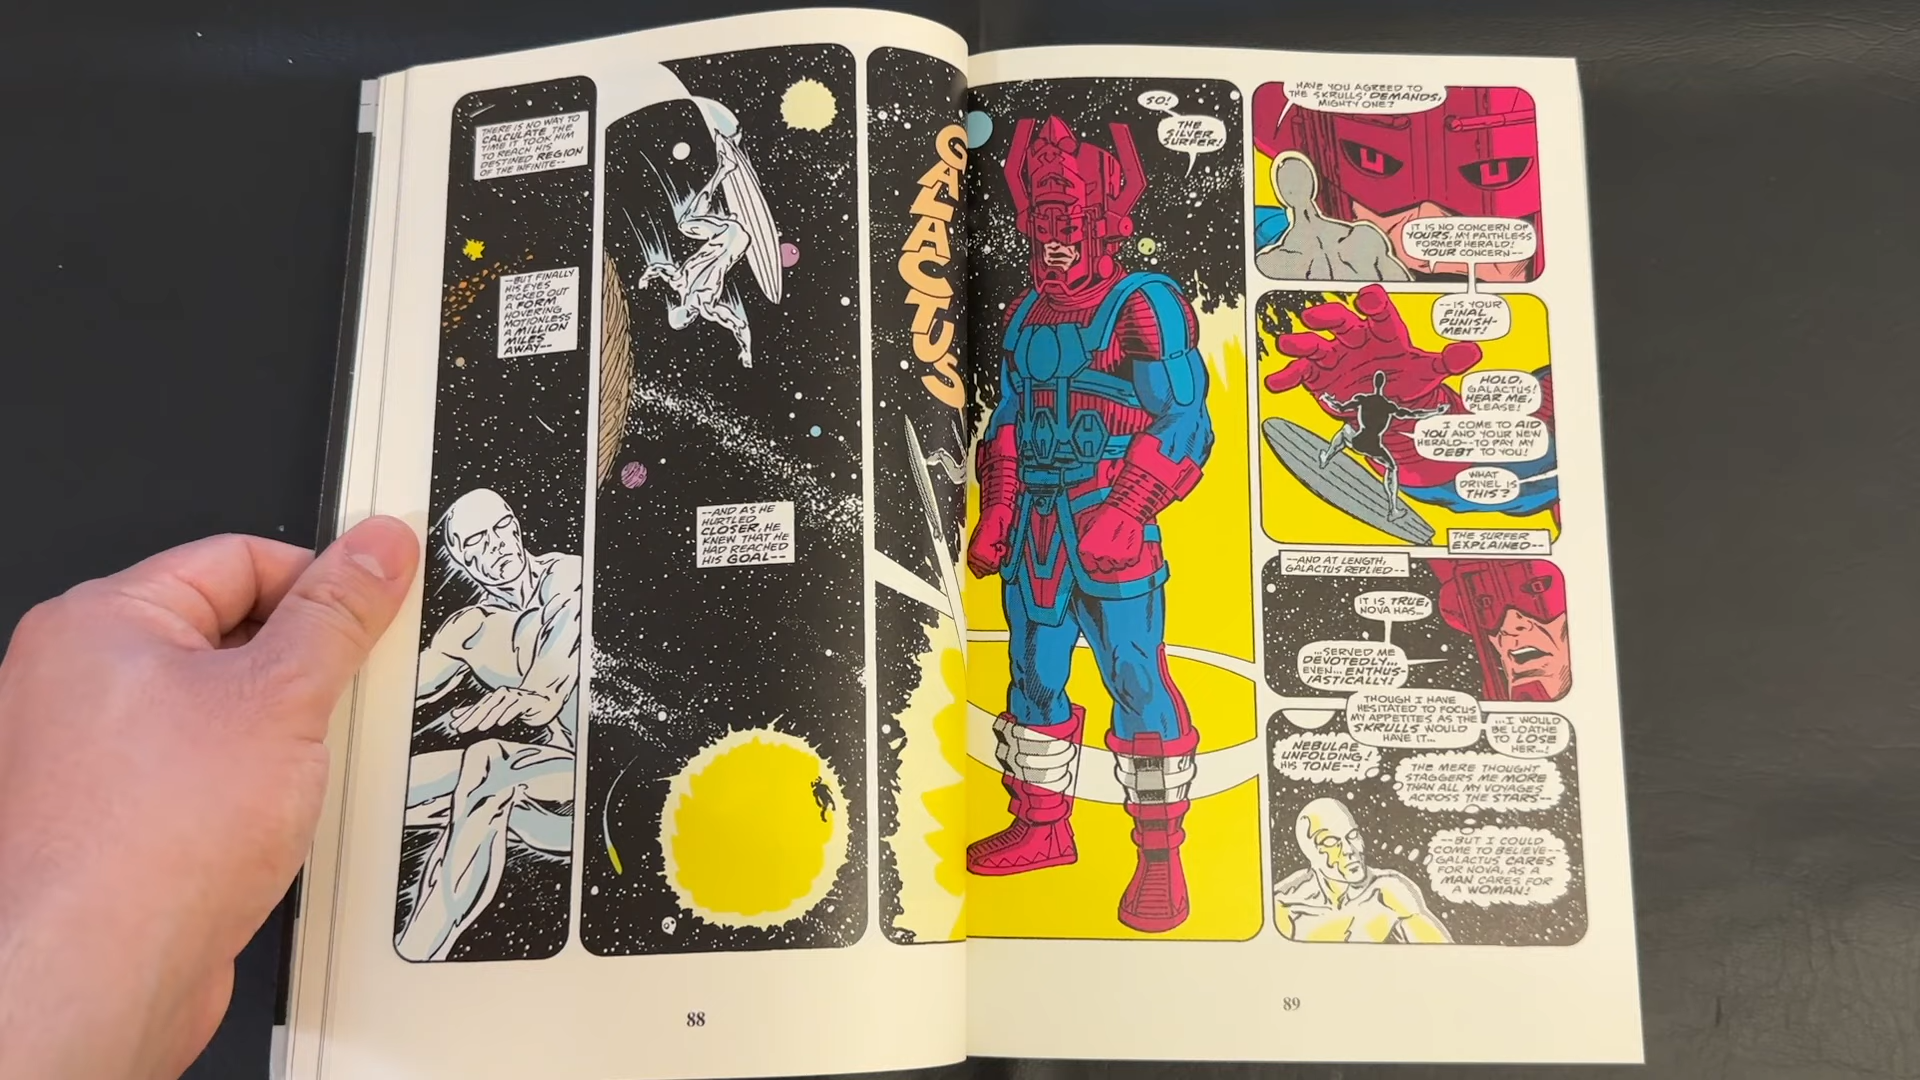 THERE IS NO WAY TO
CALCULATE THE
TIME IT TOOK HIM
TO REACH HIS
DESTINED REGION
OF THE INFINITE--
--BUT FINALLY
HIS EYES
PICKED OUT
A FORM
HOVERING
MOTIONLESS
A MILLION
MILES
AWAY--
--AND AS HE
HURTLED
CLOSER, HE
KNEW THAT HE
HAD REACHED
HIS GOAL--
GALACTUS
88
SO!
THE
SILVER
SURFER!
HAVE YOU AGREED TO
THE SKRULLS' DEMANDS,
MIGHTY ONE?
IT IS NO CONCERN OF
YOURS, MY FAITHLESS
FORMER HERALD!
YOUR CONCERN--
--IS YOUR
FINAL
PUNISH-
MENT!
HOLD,
GALACTUS!
HEAR ME,
PLEASE!
I COME TO AID
YOU AND YOUR NEW
HERALD--TO PAY MY
DEBT TO YOU!
WHAT
DRIVEL IS
THIS?
THE SURFER
EXPLAINED--
--AND AT LENGTH,
GALACTUS REPLIED--
IT IS TRUE,
NOVA HAS...
...SERVED ME
DEVOTEDLY...
EVEN... ENTHUS-
IASTICALLY!
THOUGH I HAVE
HESITATED TO FOCUS
MY APPETITES AS THE
SKRULLS WOULD
HAVE IT...
...I WOULD
BE LOATHE
TO LOSE
HER...!
NEBULAE
UNFOLDING!
HIS TONE--!
THE MERE THOUGHT
STAGGERS ME MORE
THAN ALL MY VOYAGES
ACROSS THE STARS--
--BUT I COULD
COME TO BELIEVE--
GALACTUS CARES
FOR NOVA, AS A
MAN CARES FOR
A WOMAN!
89